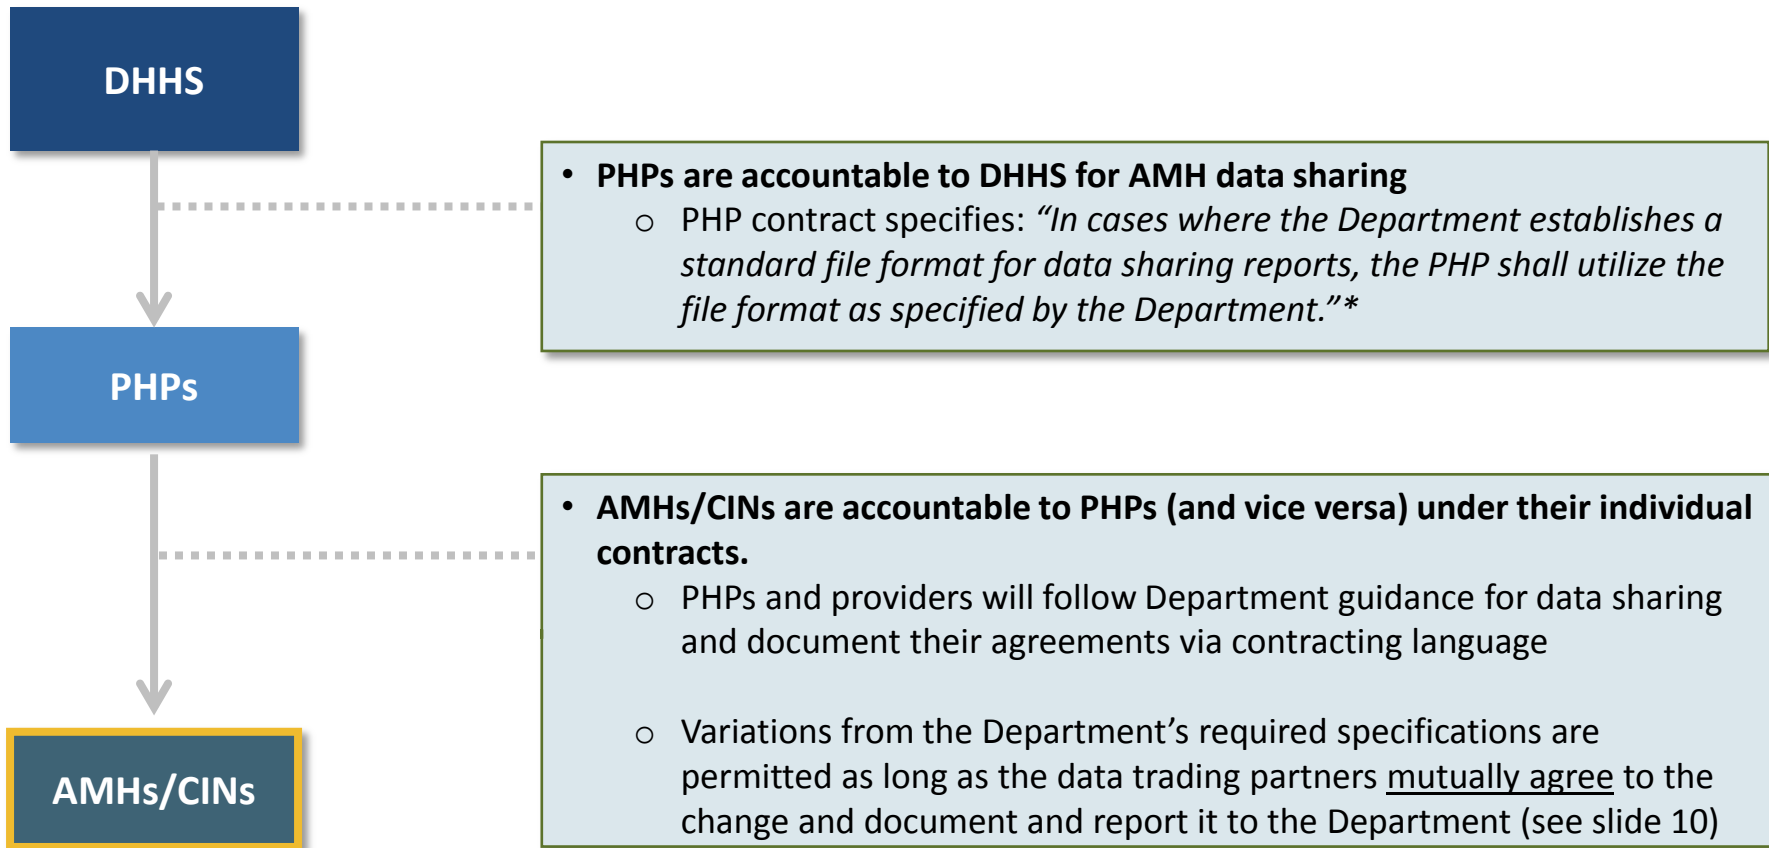 DHHS
• PHPs are accountable to DHHS for AMH data sharing
o PHP contract specifies: “In cases where the Department establishes a
standard file format for data sharing reports, the PHP shall utilize the
file format as specified by the Department.”*
PHPs
• AMHs/CINs are accountable to PHPs (and vice versa) under their individual
contracts.
o PHPs and providers will follow Department guidance for data sharing
and document their agreements via contracting language
o Variations from the Department’s required specifications are
permitted as long as the data trading partners mutually agree to the
change and document and report it to the Department (see slide 10)
AMHs/CINs